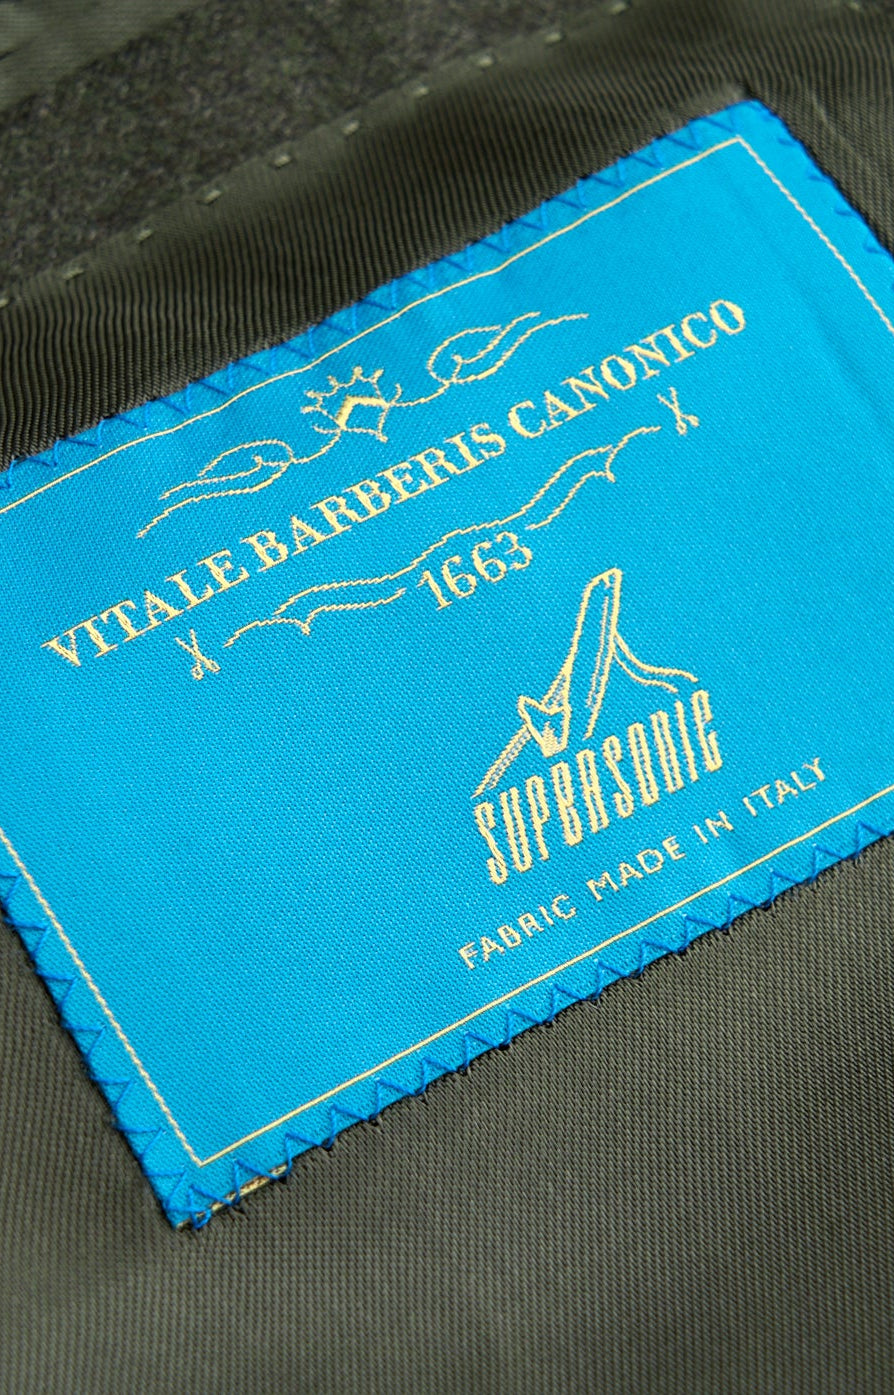 VITALE BARBERIS CANONICO
1663
SUPERSONIC
FABRIC MADE IN ITALY